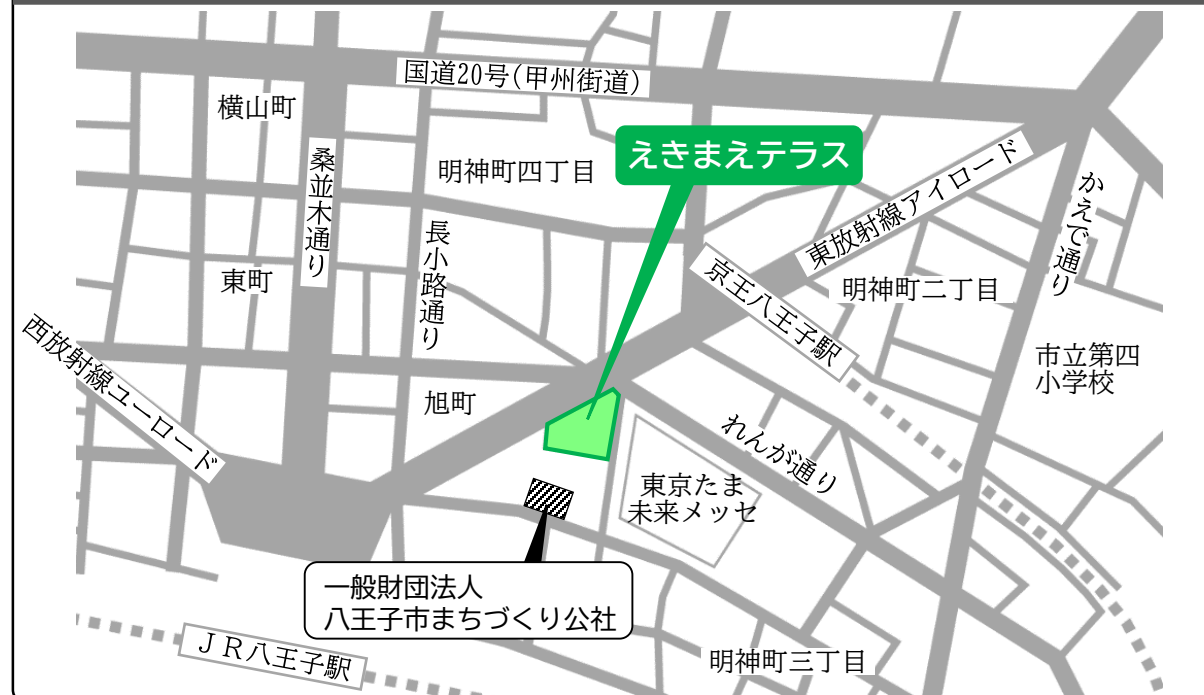 国道20号(甲州街道)
横山町
えきまえテラス
明神町四丁目
桑並木通り
東放射線アイロード
かえで通り
長小路通り
東町
京王八王子駅
明神町二丁目
西放射線ユーロード
市立第四
小学校
旭町
れんが通り
東京たま
未来メッセ
一般財団法人
八王子市まちづくり公社
JR八王子駅
明神町三丁目